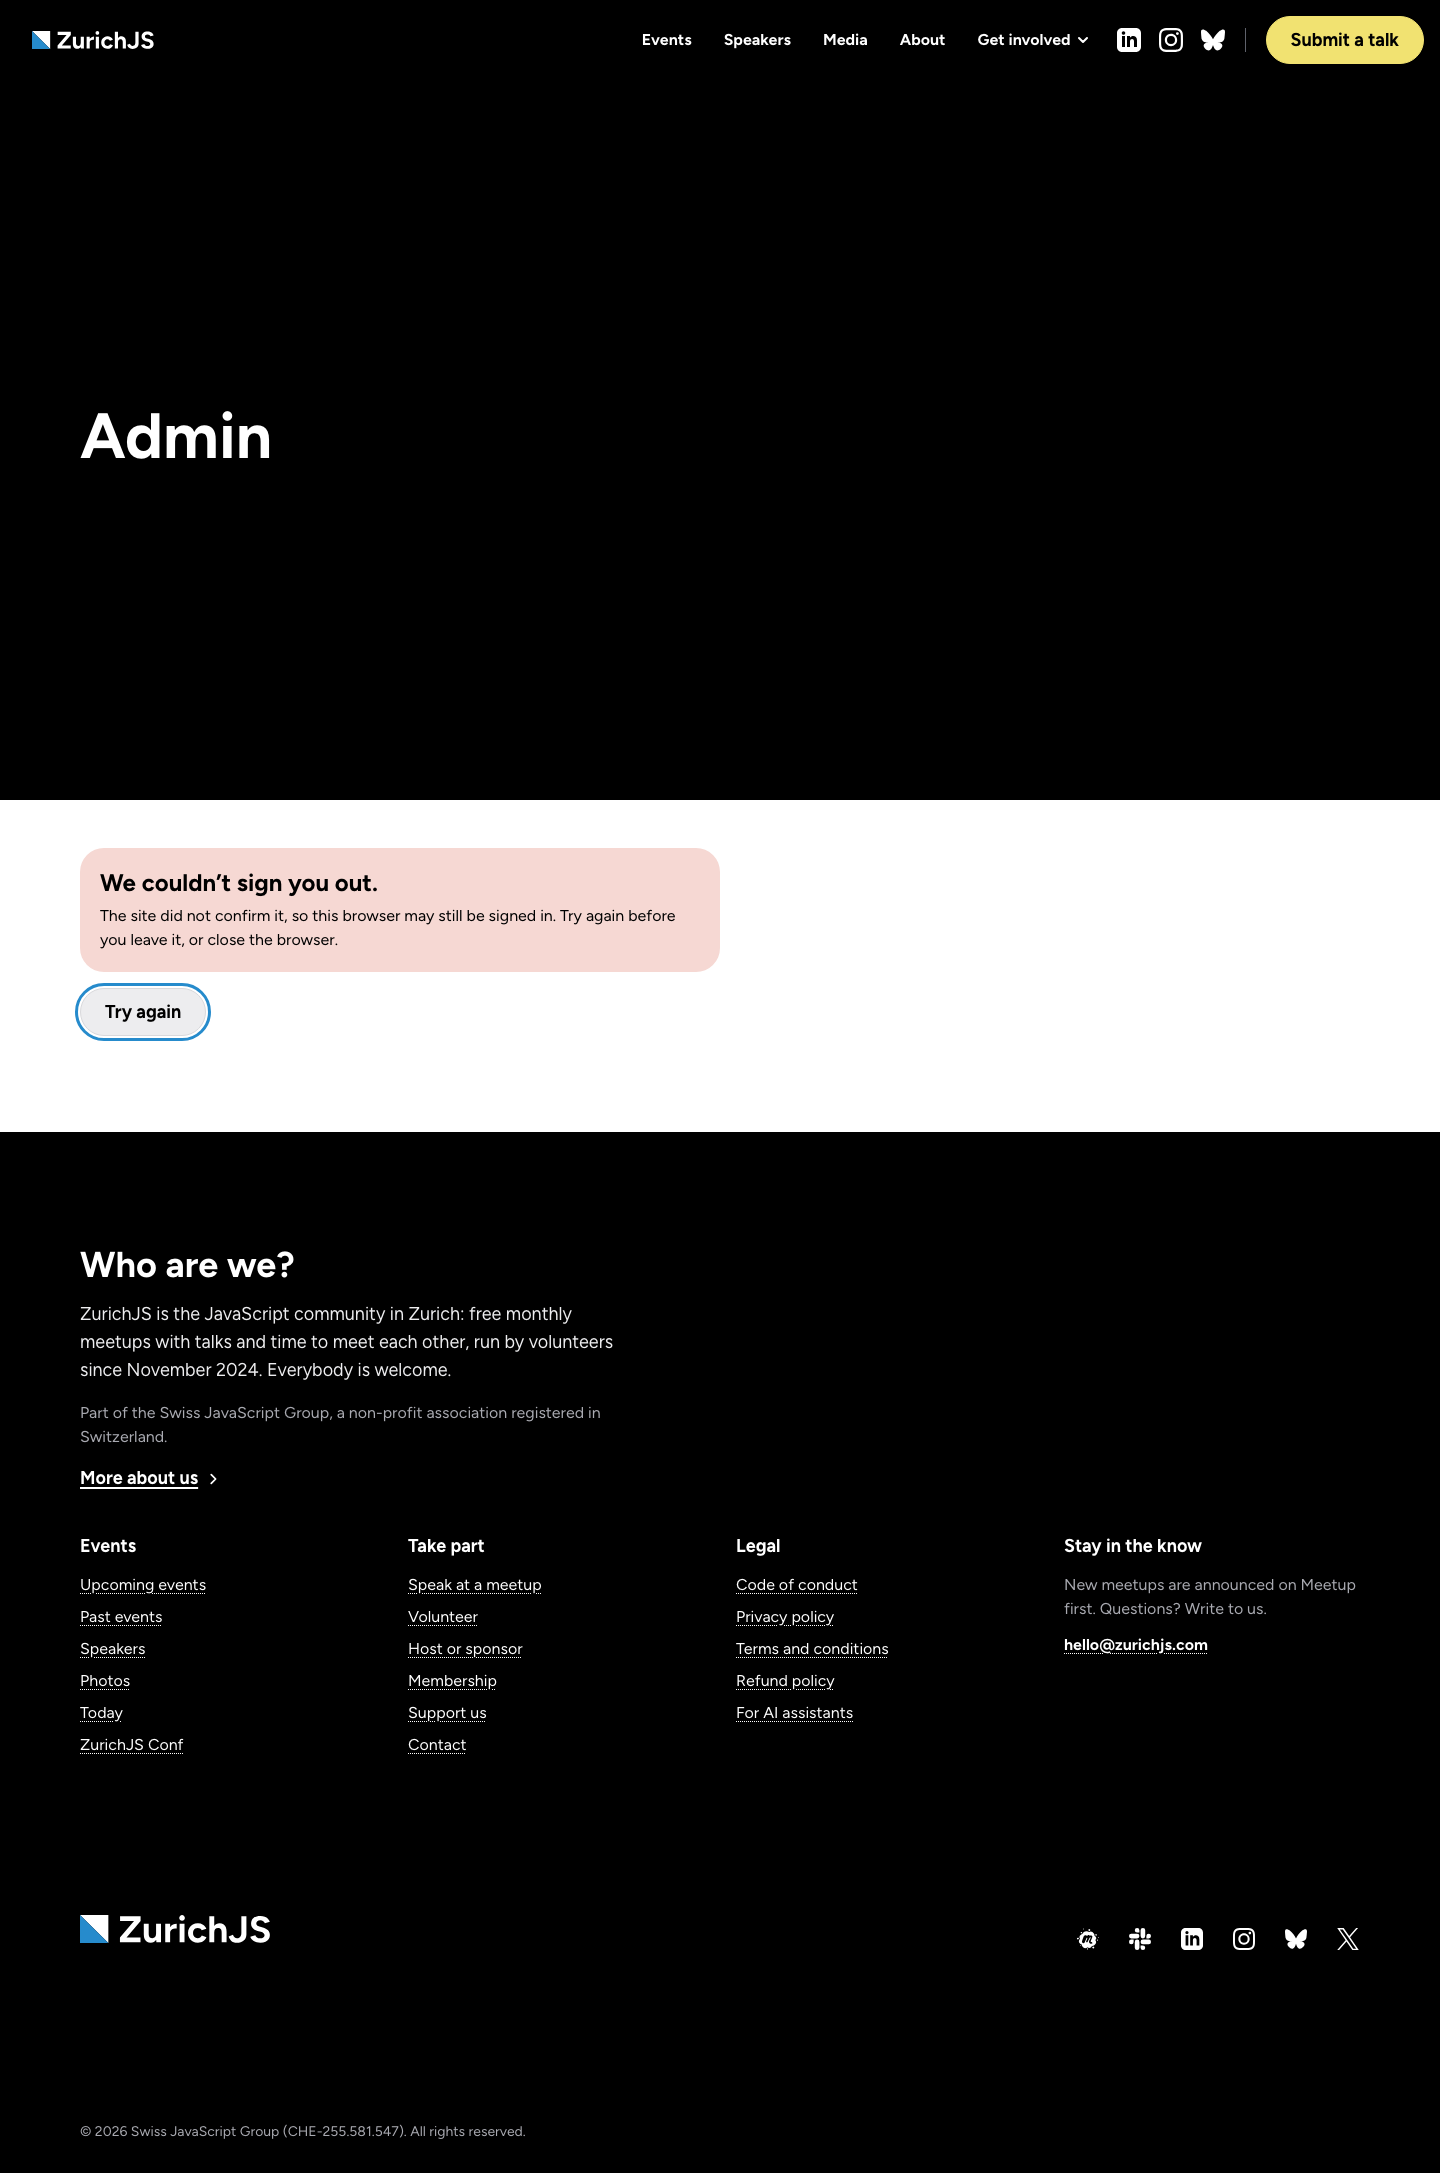 ZurichJS
Events
Speakers
Media
About
Get involved
Submit a talk
Admin
We couldn’t sign you out.
The site did not confirm it, so this browser may still be signed in. Try again before
you leave it, or close the browser.
Try again
Who are we?
ZurichJS is the JavaScript community in Zurich: free monthly
meetups with talks and time to meet each other, run by volunteers
since November 2024. Everybody is welcome.
Part of the Swiss JavaScript Group, a non-profit association registered in
Switzerland.
More about us
Events
Upcoming events
Past events
Speakers
Photos
Today
ZurichJS Conf
Take part
Speak at a meetup
Volunteer
Host or sponsor
Membership
Support us
Contact
Legal
Code of conduct
Privacy policy
Terms and conditions
Refund policy
For AI assistants
Stay in the know
New meetups are announced on Meetup
first. Questions? Write to us.
hello@zurichjs.com
ZurichJS
© 2026 Swiss JavaScript Group (CHE-255.581.547). All rights reserved.